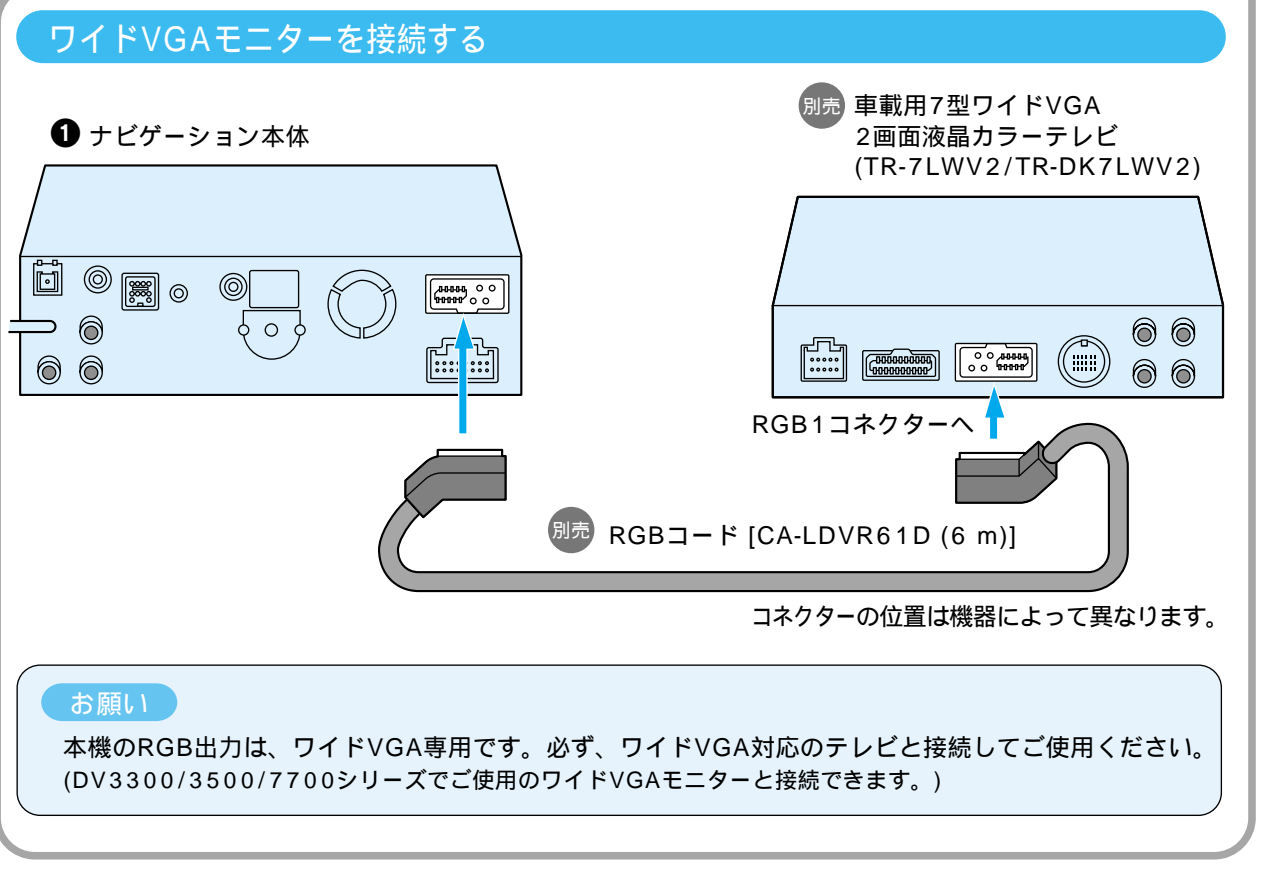 ワイドVGAモニターを接続する
❶ ナビゲーション本体
別売 車載用7型ワイドVGA
2画面液晶カラーテレビ
(TR-7LWV2/TR-DK7LWV2)
RGB1コネクターへ
別売 RGBコード [CA-LDVR61D (6 m)]
コネクターの位置は機器によって異なります。
お願い
本機のRGB出力は、ワイドVGA専用です。必ず、ワイドVGA対応のテレビと接続してご使用ください。
(DV3300/3500/7700シリーズでご使用のワイドVGAモニターと接続できます。)